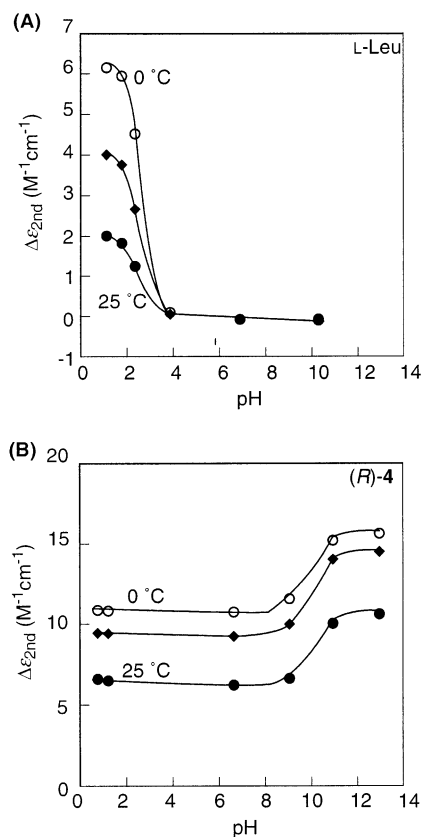 (A)
7
6
5
4
3
2
1
0
-1
Δε2nd (M-1cm-1)
L-Leu
0 °C
25 °C
0 2 4 6 8 10 12 14
pH
(B)
20
15
10
5
0
Δε2nd (M-1cm-1)
(R)-4
0 °C
25 °C
0 2 4 6 8 10 12 14
pH